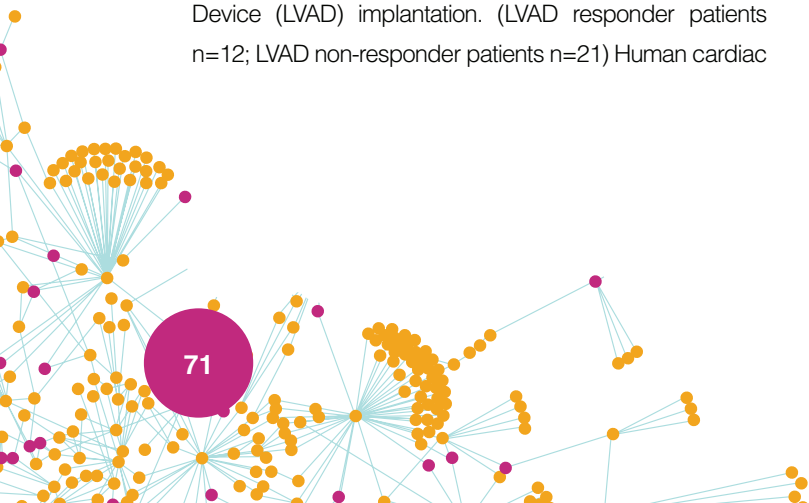 Device (LVAD) implantation. (LVAD responder patients
n=12; LVAD non-responder patients n=21) Human cardiac
71